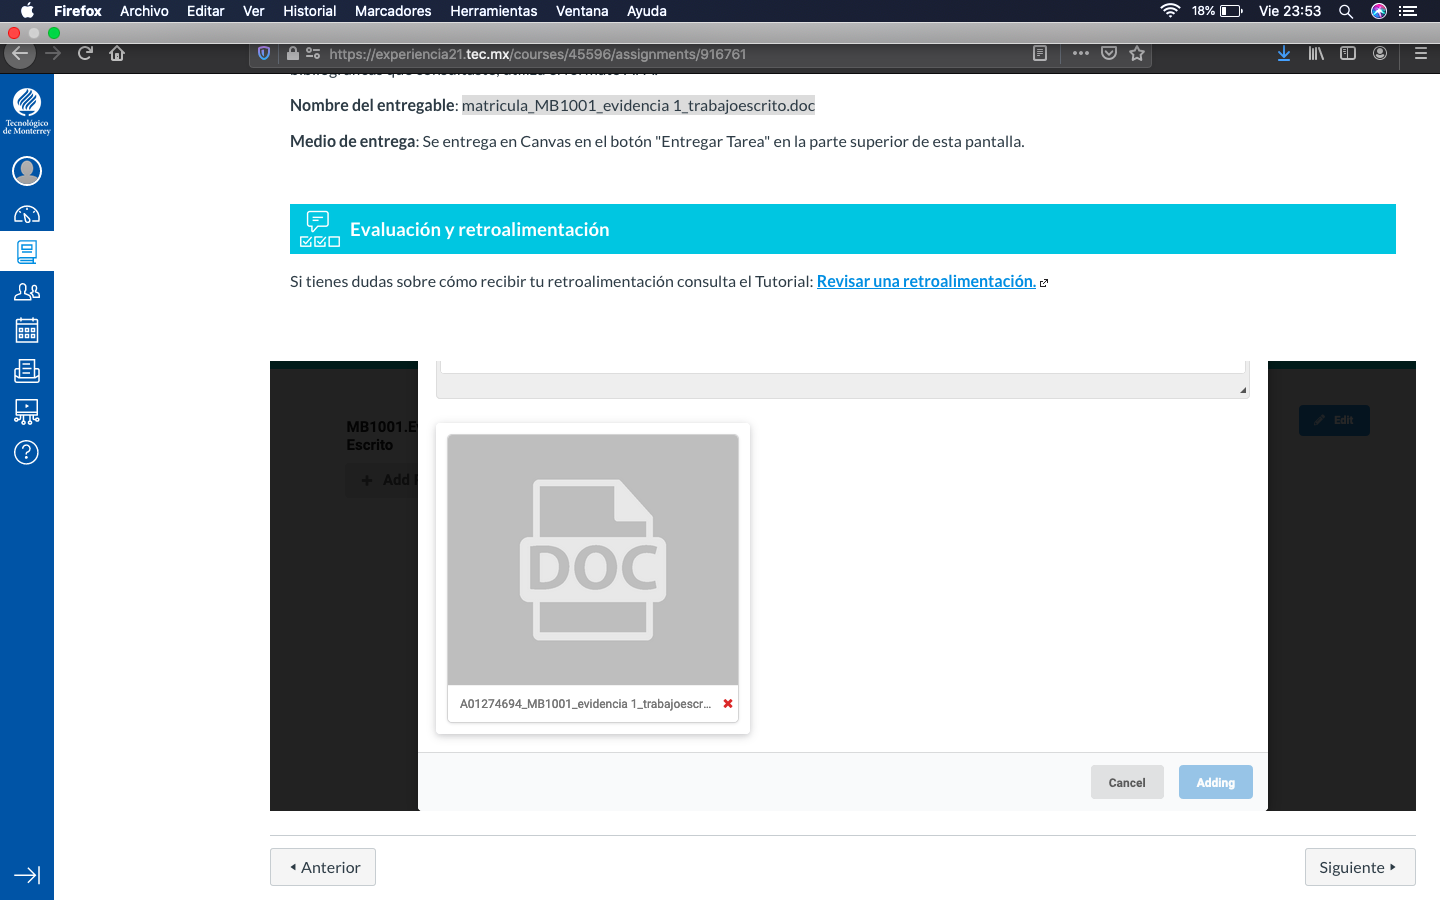 Firefox Archivo Editar Ver Historial Marcadores Herramientas Ventana Ayuda 18% Vie 23:53
https://experiencia21.tec.mx/courses/45596/assignments/916761
Tecnológico
de Monterrey
Nombre del entregable: matricula_MB1001_evidencia 1_trabajoescrito.doc
Medio de entrega: Se entrega en Canvas en el botón "Entregar Tarea" en la parte superior de esta pantalla.
Evaluación y retroalimentación
Si tienes dudas sobre cómo recibir tu retroalimentación consulta el Tutorial: Revisar una retroalimentación.
MB1001.E
Escrito
Edit
+ Add
DOC
A01274694_MB1001_evidencia 1_trabajoescr...
Cancel Adding
Anterior Siguiente